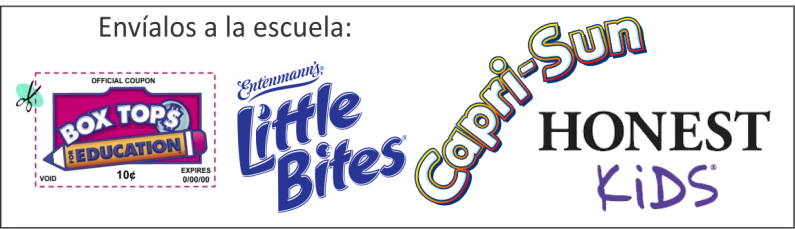 Envíalos a la escuela:
OFFICIAL COUPON
BOX TOP$
FOR EDUCATION
VOID
10¢
EXPIRES
0/00/00
Entenmann's®
Little
Bites®
Capri-Sun
HONEST
KiDS®